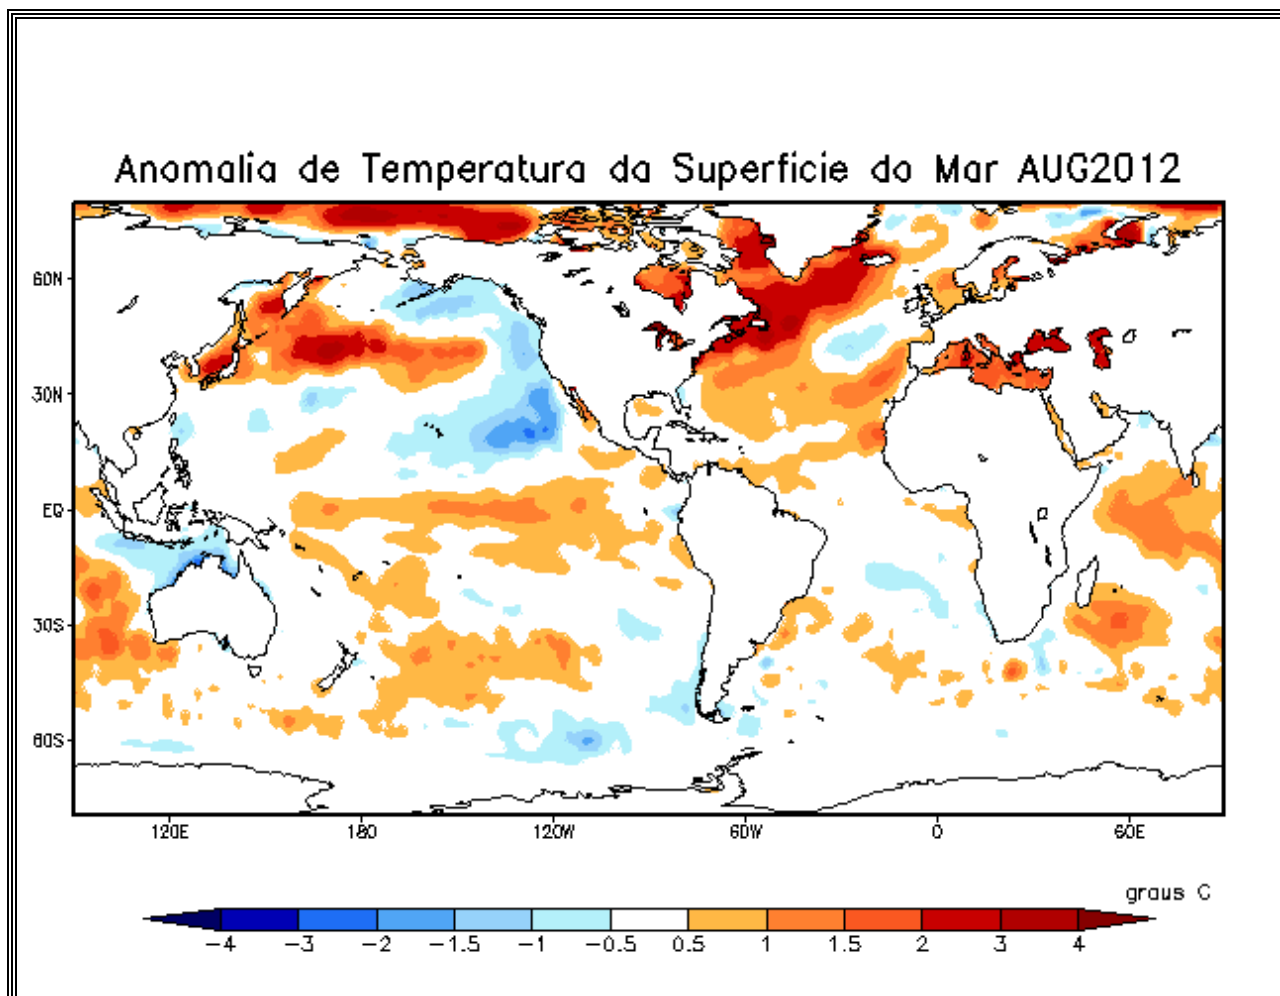 Anomalia de Temperatura da Superficie do Mar AUG2012
60N
30N
EQ
30S
60S
120E 180 120W 60W 0 60E
graus C
-4 -3 -2 -1.5 -1 -0.5 0.5 1 1.5 2 3 4